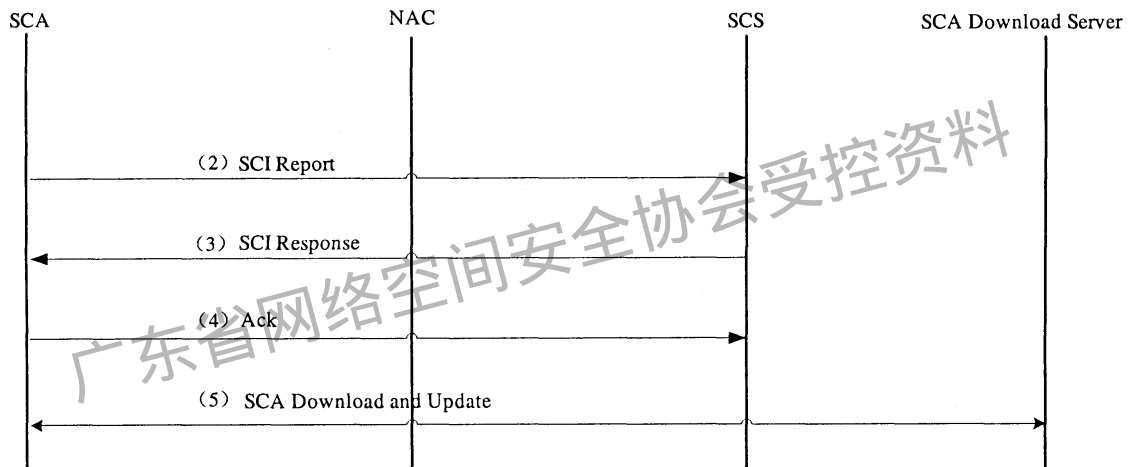 SCA
NAC
SCS
SCA Download Server
（2）SCI Report
（3）SCI Response
（4）Ack
（5）SCA Download and Update
广东省网络空间安全协会受控资料